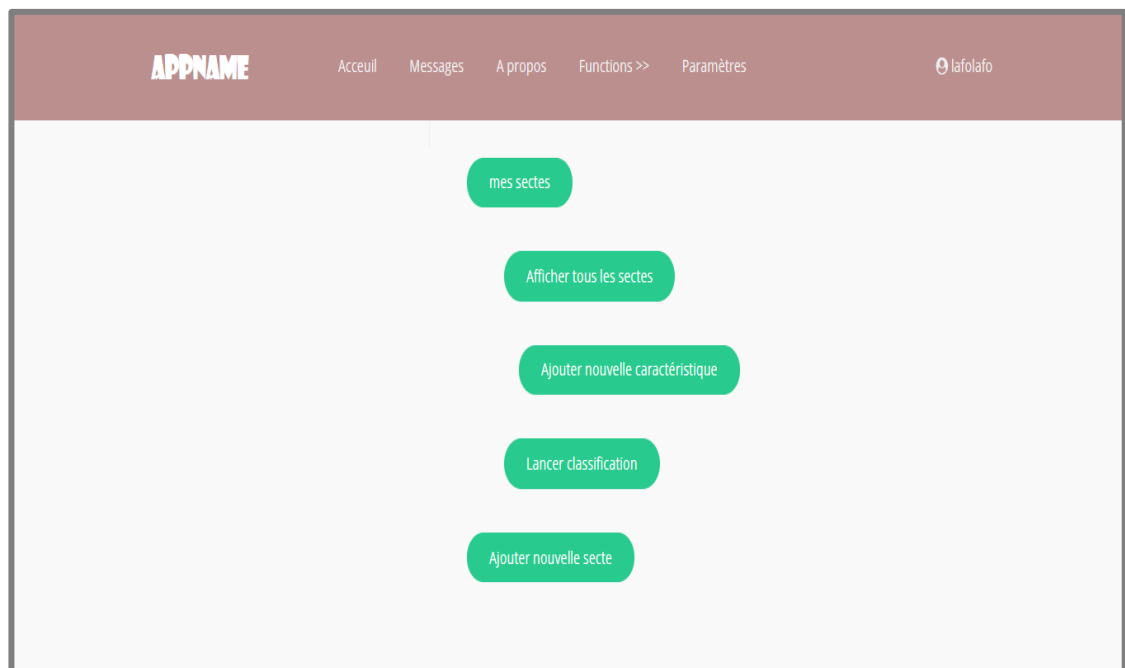 APPNAME Acceuil Messages A propos Functions >> Paramètres lafolafo
mes sectes
Afficher tous les sectes
Ajouter nouvelle caractéristique
Lancer classification
Ajouter nouvelle secte